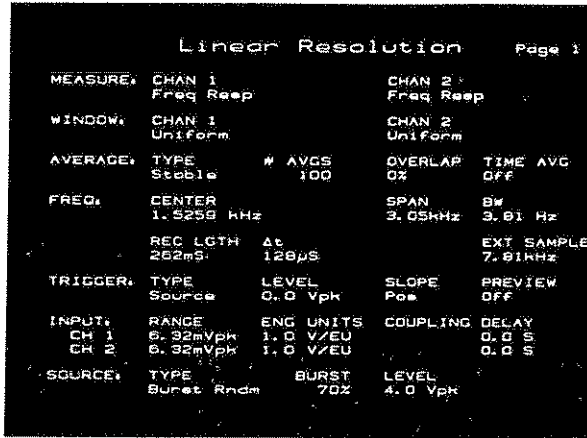 Linear Resolution Page 1
MEASURE: CHAN 1 CHAN 2
Freq Resp Freq Resp
WINDOW: CHAN 1 CHAN 2
Uniform Uniform
AVERAGE: TYPE # AVGS OVERLAP TIME AVG
Stable 100 0% Off
FREQ: CENTER SPAN BW
1.5259 kHz 3.05kHz 3.81 Hz
REC LGTH Δt EXT SAMPLE
262mS 128µS 7.81kHz
TRIGGER: TYPE LEVEL SLOPE PREVIEW
Source 0.0 Vpk Pos Off
INPUT: RANGE ENG UNITS COUPLING DELAY
CH 1 6.32mVpk 1.0 V/EU 0.0 S
CH 2 6.32mVpk 1.0 V/EU 0.0 S
SOURCE: TYPE BURST LEVEL
Burst Rndm 70% 4.0 Vpk